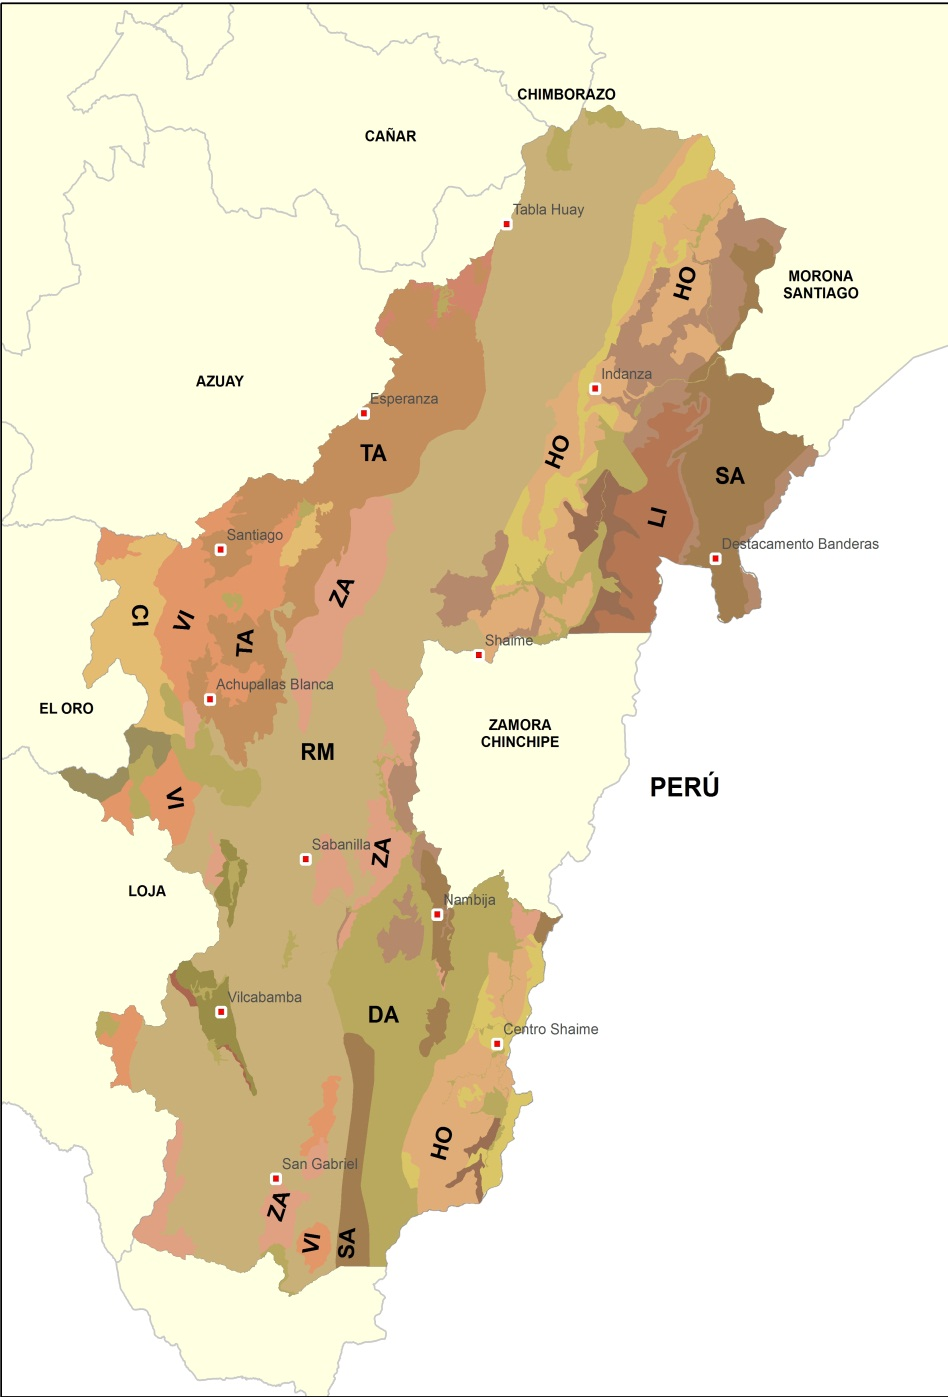 CHIMBORAZO
CAÑAR
Tabla Huay
MORONA
SANTIAGO
HO
AZUAY
Indanza
Esperanza
TA
HO
SA
LI
Santiago
Destacamento Banderas
ZA
CI
VI
TA
Shaime
Achupallas Blanca
EL ORO
ZAMORA
CHINCHIPE
RM
PERÚ
VI
Sabanilla
ZA
LOJA
Nambija
Vilcabamba
DA
Centro Shaime
HO
San Gabriel
ZA
VI
SA